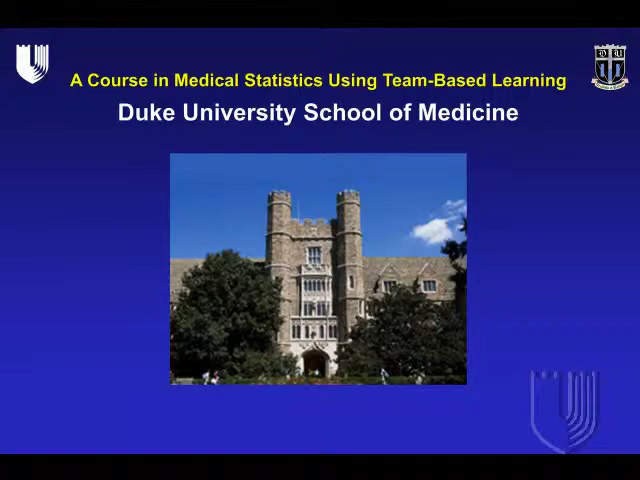 A Course in Medical Statistics Using Team-Based Learning
Duke University School of Medicine